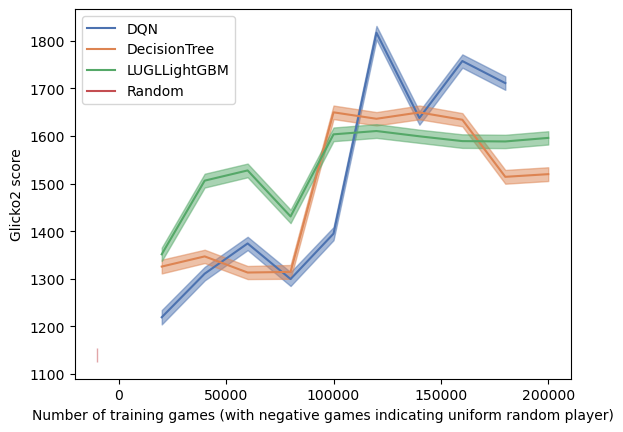 DQN
DecisionTree
LUGLLightGBM
Random
Glicko2 score
1800
1700
1600
1500
1400
1300
1200
1100
0
50000
100000
150000
200000
Number of training games (with negative games indicating uniform random player)